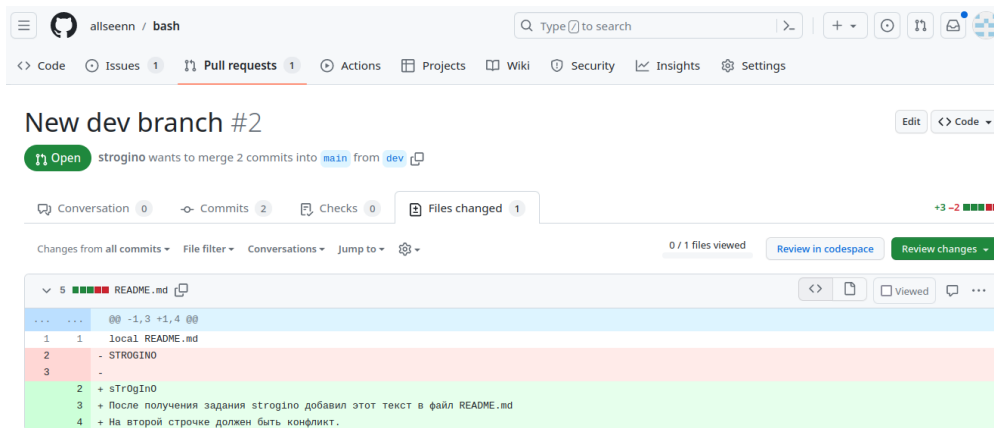 allseenn / bash
Type / to search
Code Issues 1 Pull requests 1 Actions Projects Wiki Security Insights Settings
New dev branch #2
Edit <> Code
Open strogino wants to merge 2 commits into main from dev
Conversation 0 Commits 2 Checks 0 Files changed 1
+3 −2
Changes from all commits File filter Conversations Jump to
0 / 1 files viewed Review in codespace Review changes
5 README.md Viewed
... ... @@ -1,3 +1,4 @@
1 1 local README.md
2 - STROGINO
3 -
2 + sTrOgInO
3 + После получения задания strogino добавил этот текст в файл README.md
4 + На второй строчке должен быть конфликт.